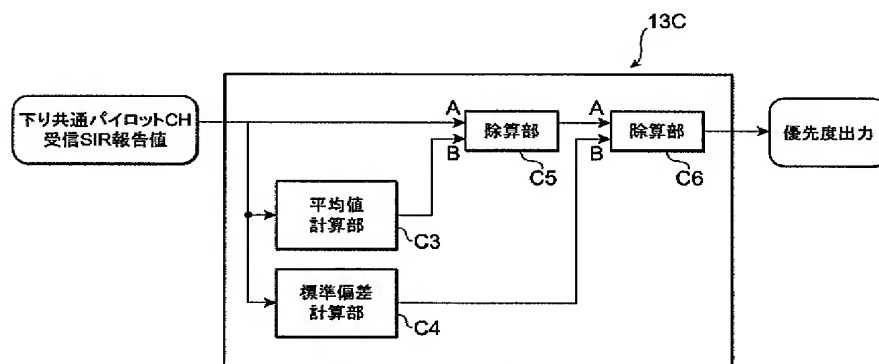 13C
下り共通パイロットCH
受信SIR報告値
A
B
除算部
C5
A
B
除算部
C6
優先度出力
平均値
計算部
C3
標準偏差
計算部
C4